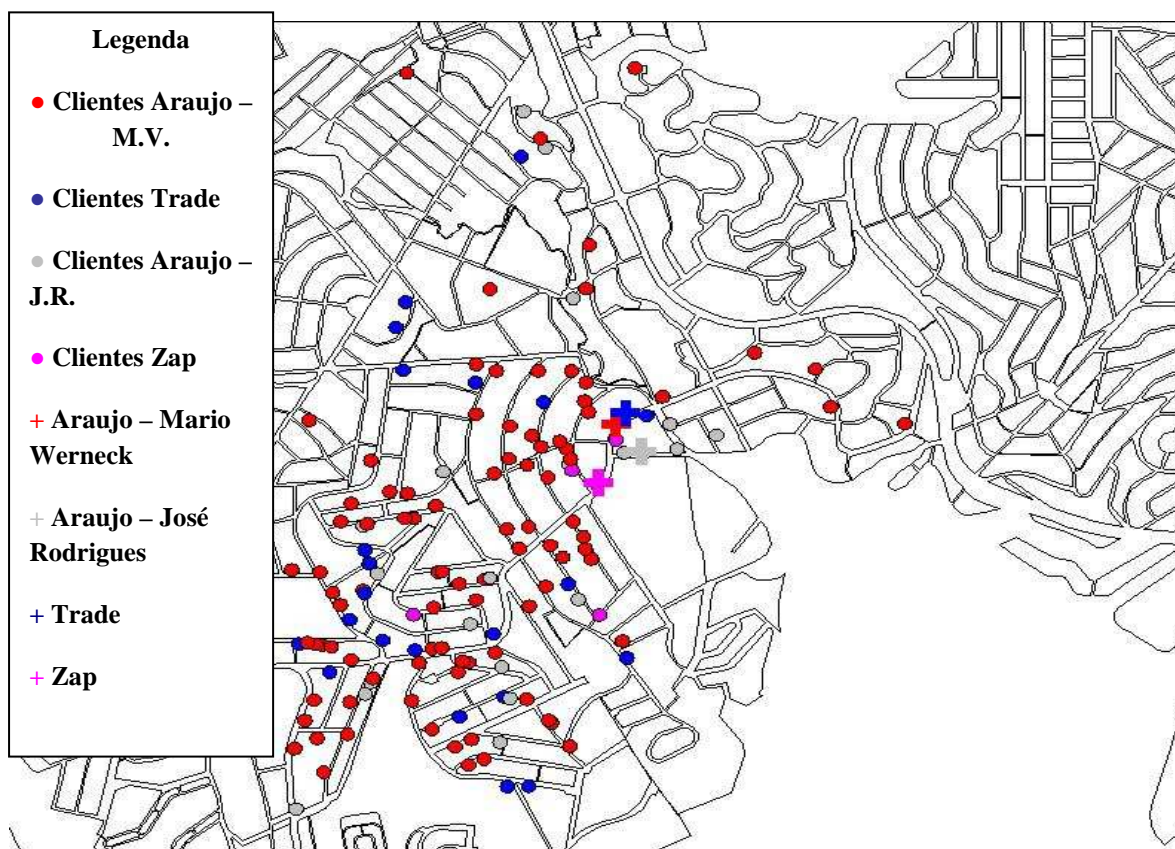 Legenda
● Clientes Araujo –
M.V.
● Clientes Trade
● Clientes Araujo –
J.R.
● Clientes Zap
+ Araujo – Mario
Werneck
+ Araujo – José
Rodrigues
+ Trade
+ Zap